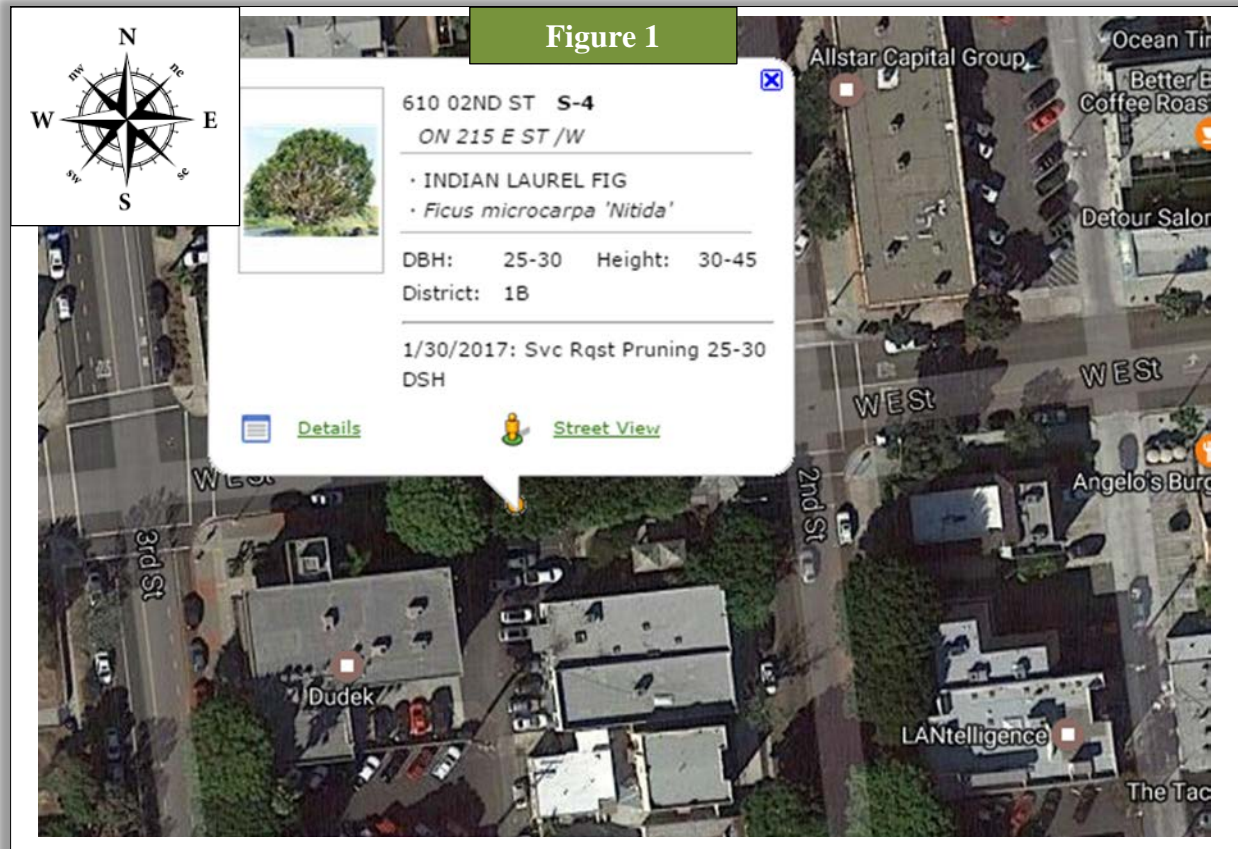 Figure 1
N
nw
ne
W
E
sw
se
S
610 02ND ST S-4
ON 215 E ST /W
· INDIAN LAUREL FIG
· Ficus microcarpa 'Nitida'
DBH: 25-30 Height: 30-45
District: 1B
1/30/2017: Svc Rqst Pruning 25-30
DSH
Details
Street View
Allstar Capital Group
Ocean Tir
Better B
Coffee Roas
Detour Salor
W E St
W E St
W E St
Angelo's Burg
3rd St
2nd St
Dudek
LANtelligence
The Tac